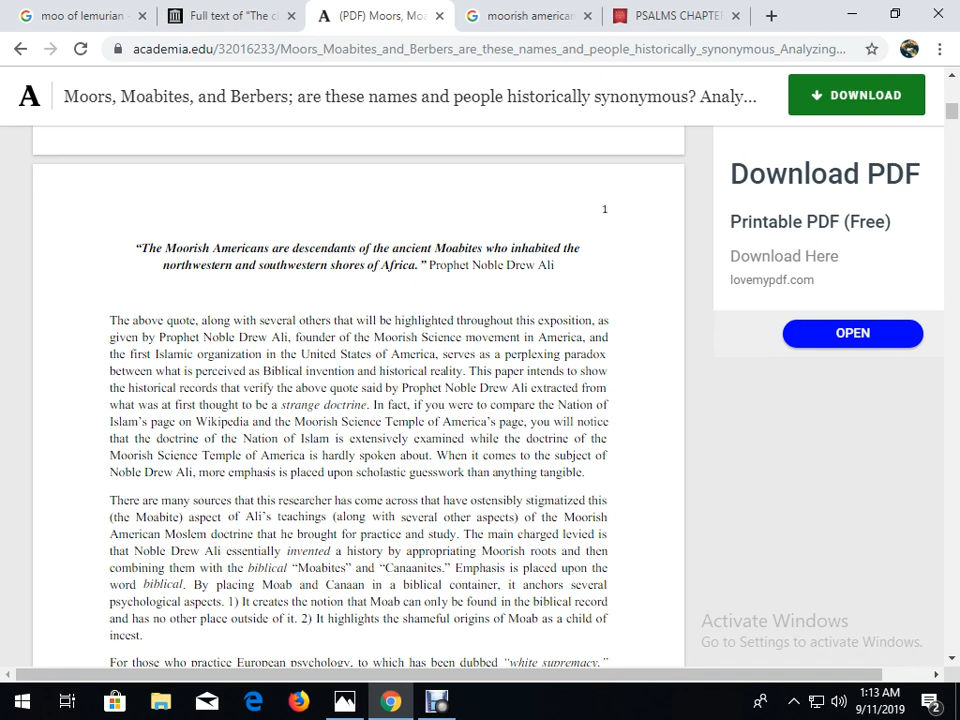 moo of lemurian
Full text of "The ci
(PDF) Moors, Moa
moorish american
PSALMS CHAPTE
academia.edu/32016233/Moors_Moabites_and_Berbers_are_these_names_and_people_historically_synonymous_Analyzing...
A
Moors, Moabites, and Berbers; are these names and people historically synonymous? Analy...
DOWNLOAD
1
“The Moorish Americans are descendants of the ancient Moabites who inhabited the
northwestern and southwestern shores of Africa.” Prophet Noble Drew Ali
The above quote, along with several others that will be highlighted throughout this exposition, as
given by Prophet Noble Drew Ali, founder of the Moorish Science movement in America, and
the first Islamic organization in the United States of America, serves as a perplexing paradox
between what is perceived as Biblical invention and historical reality. This paper intends to show
the historical records that verify the above quote said by Prophet Noble Drew Ali extracted from
what was at first thought to be a strange doctrine. In fact, if you were to compare the Nation of
Islam's page on Wikipedia and the Moorish Science Temple of America's page, you will notice
that the doctrine of the Nation of Islam is extensively examined while the doctrine of the
Moorish Science Temple of America is hardly spoken about. When it comes to the subject of
Noble Drew Ali, more emphasis is placed upon scholastic guesswork than anything tangible.
There are many sources that this researcher has come across that have ostensibly stigmatized this
(the Moabite) aspect of Ali's teachings (along with several other aspects) of the Moorish
American Moslem doctrine that he brought for practice and study. The main charged levied is
that Noble Drew Ali essentially invented a history by appropriating Moorish roots and then
combining them with the biblical “Moabites” and “Canaanites.” Emphasis is placed upon the
word biblical. By placing Moab and Canaan in a biblical container, it anchors several
psychological aspects. 1) It creates the notion that Moab can only be found in the biblical record
and has no other place outside of it. 2) It highlights the shameful origins of Moab as a child of
incest.
For those who practice European psychology, to which has been dubbed “white supremacy,”
Download PDF
Printable PDF (Free)
Download Here
lovemypdf.com
OPEN
Activate Windows
Go to Settings to activate Windows.
1:13 AM
9/11/2019
2